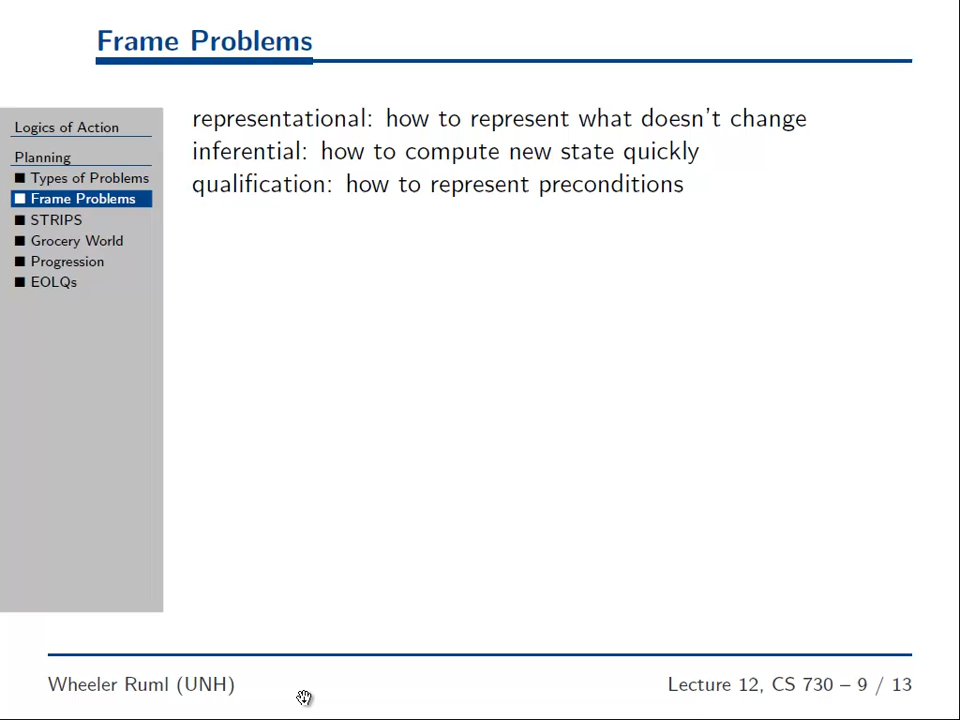 Frame Problems
Logics of Action
Planning
Types of Problems
Frame Problems
STRIPS
Grocery World
Progression
EOLQs
representational: how to represent what doesn't change
inferential: how to compute new state quickly
qualification: how to represent preconditions
Wheeler Ruml (UNH)
Lecture 12, CS 730 – 9 / 13